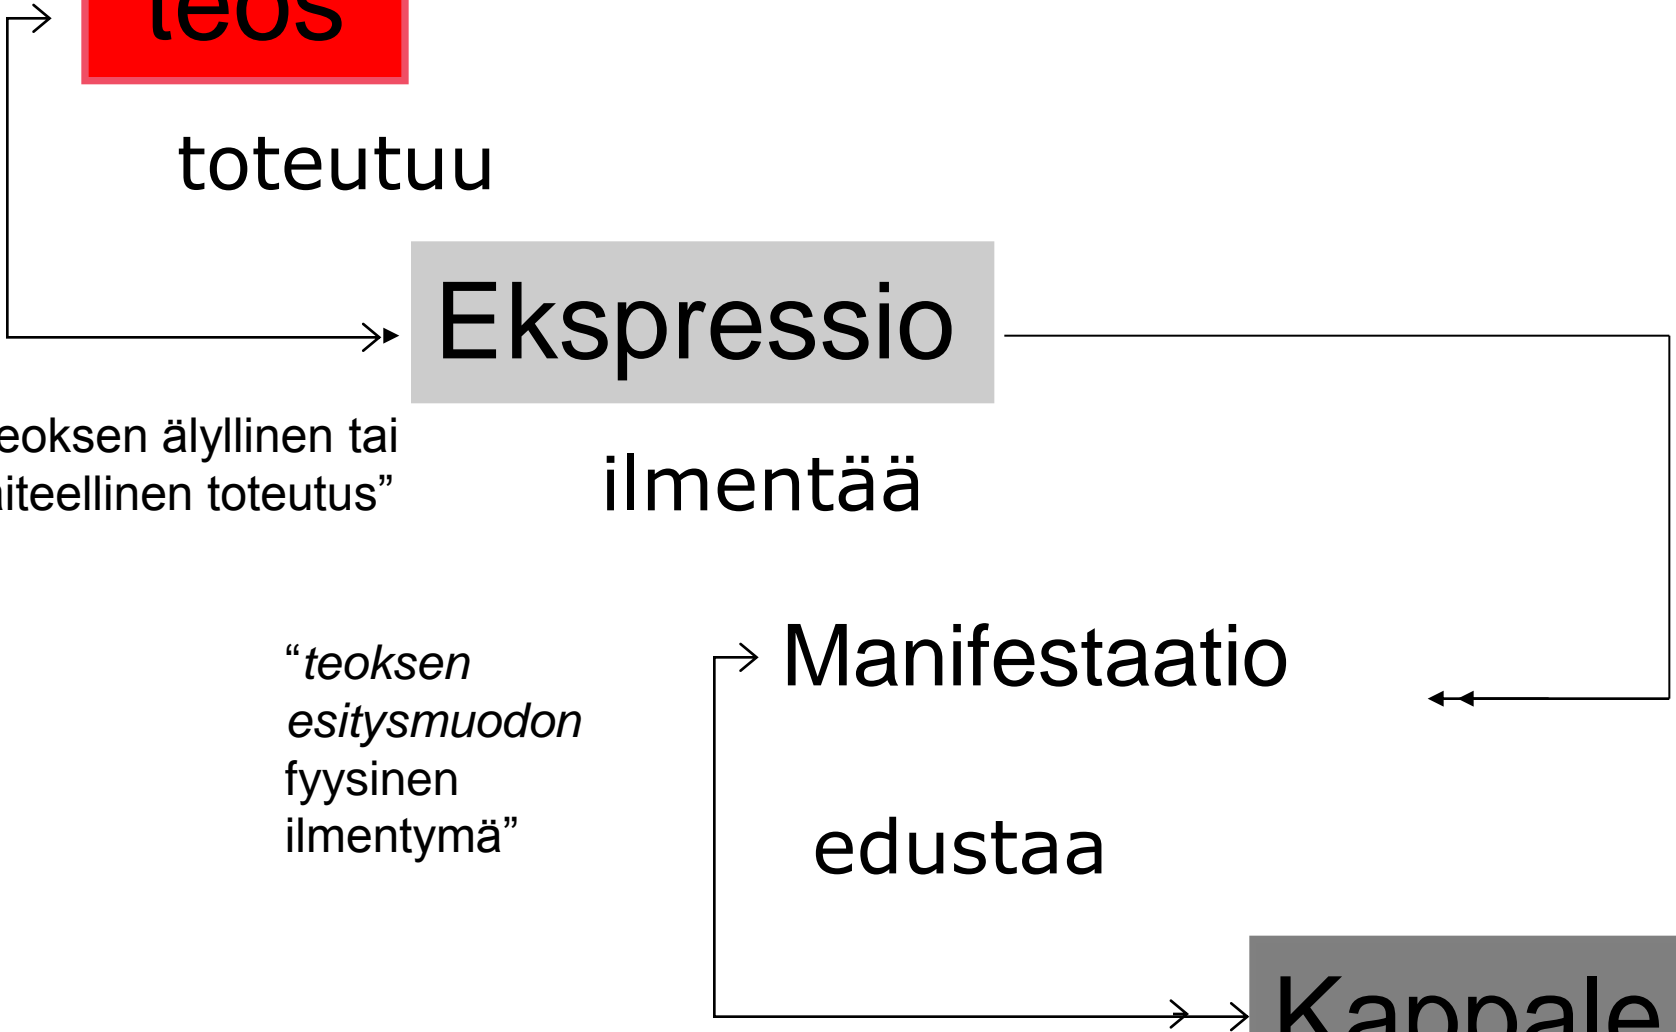 teos
toteutuu
Ekspressio
eoksen älyllinen tai
iteellinen toteutus”
ilmentää
Manifestaatio
“teoksen
esitysmuodon
fyysinen
ilmentymä”
edustaa
Kappale